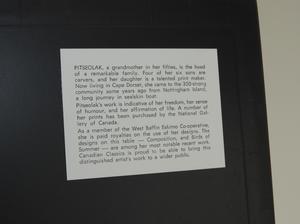 PITSEOLAK, a grandmother in her fifties, is the head
of a remarkable family. Four of her six sons are
carvers, and her daughter is a talented print maker.
Now living in Cape Dorset, she came to the 300-strong
community some years ago from Nottingham Island,
a long journey in sealskin boat.
Pitseolak's work is indicative of her freedom, her sense
of humour, and her affirmation of life. A number of
her prints has been purchased by the National Gal-
lery of Canada.
As a member of the West Baffin Eskimo Co-operative,
she is paid royalties on the use of her designs. The
designs on this table — Composition, and Birds of
Summer — are among her most notable recent work.
Canadian Classics is proud to be able to bring this
distinguished artist's work to a wider public.